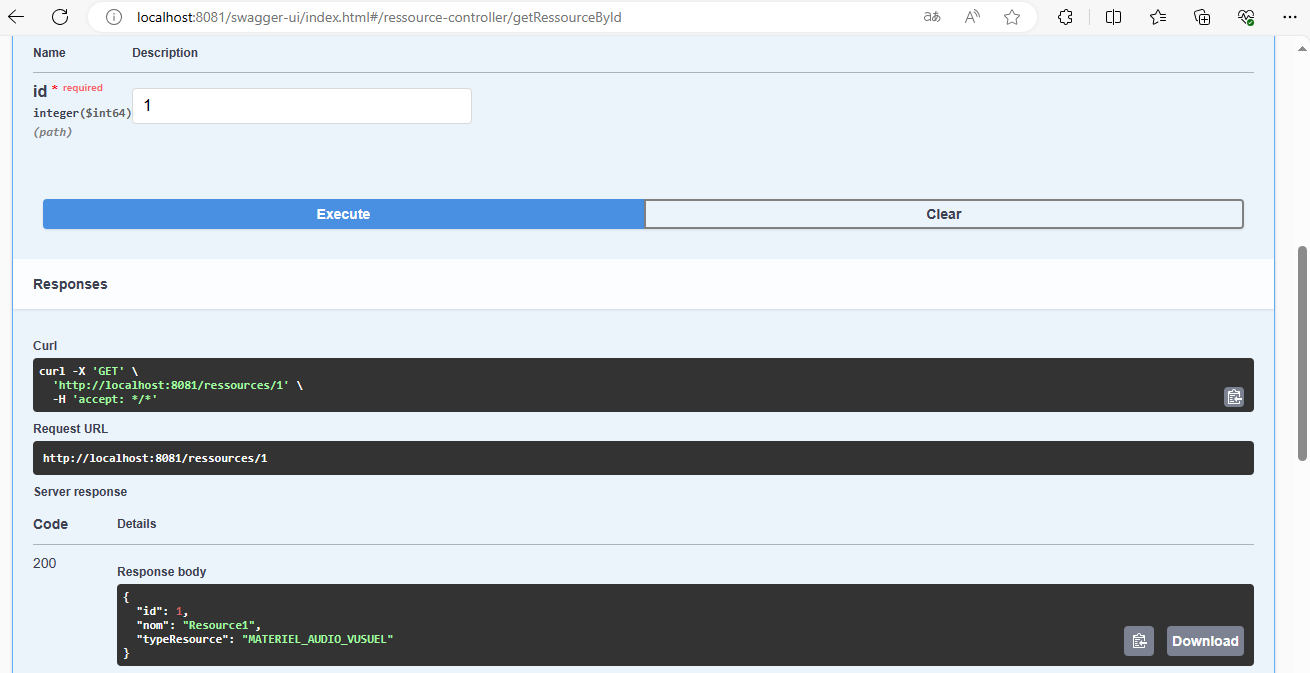 localhost:8081/swagger-ui/index.html#/ressource-controller/getRessourceById
Name Description
id * required
integer($int64)
(path)
1
Execute Clear
Responses
Curl
curl -X 'GET' \
'http://localhost:8081/ressources/1' \
-H 'accept: */*'
Request URL
http://localhost:8081/ressources/1
Server response
Code Details
200
Response body
{
"id": 1,
"nom": "Resource1",
"typeResource": "MATERIEL_AUDIO_VUSUEL"
}
Download